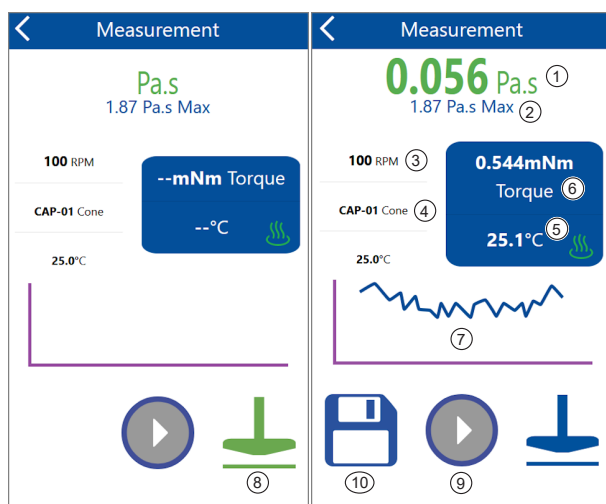 Measurement
Pa.s
1.87 Pa.s Max
100 RPM
--mNm Torque
CAP-01 Cone
--°C
25.0°C
8
Measurement
0.056 Pa.s 1
1.87 Pa.s Max 2
100 RPM 3
0.544mNm
Torque 6
CAP-01 Cone 4
5
25.1°C
25.0°C
7
10
9